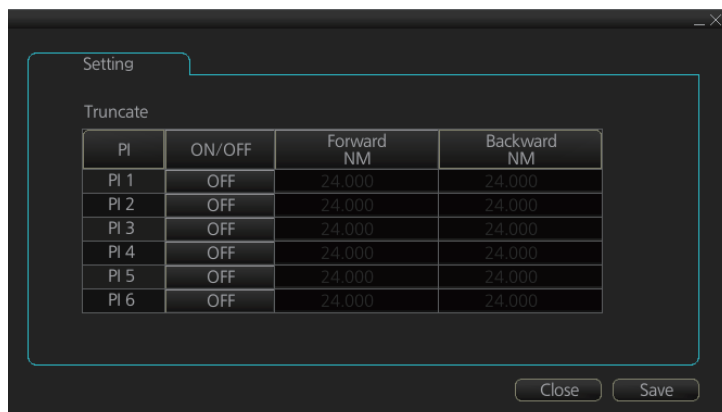 Setting
Truncate
PI ON/OFF Forward NM Backward NM
PI 1 OFF 24.000 24.000
PI 2 OFF 24.000 24.000
PI 3 OFF 24.000 24.000
PI 4 OFF 24.000 24.000
PI 5 OFF 24.000 24.000
PI 6 OFF 24.000 24.000
Close Save